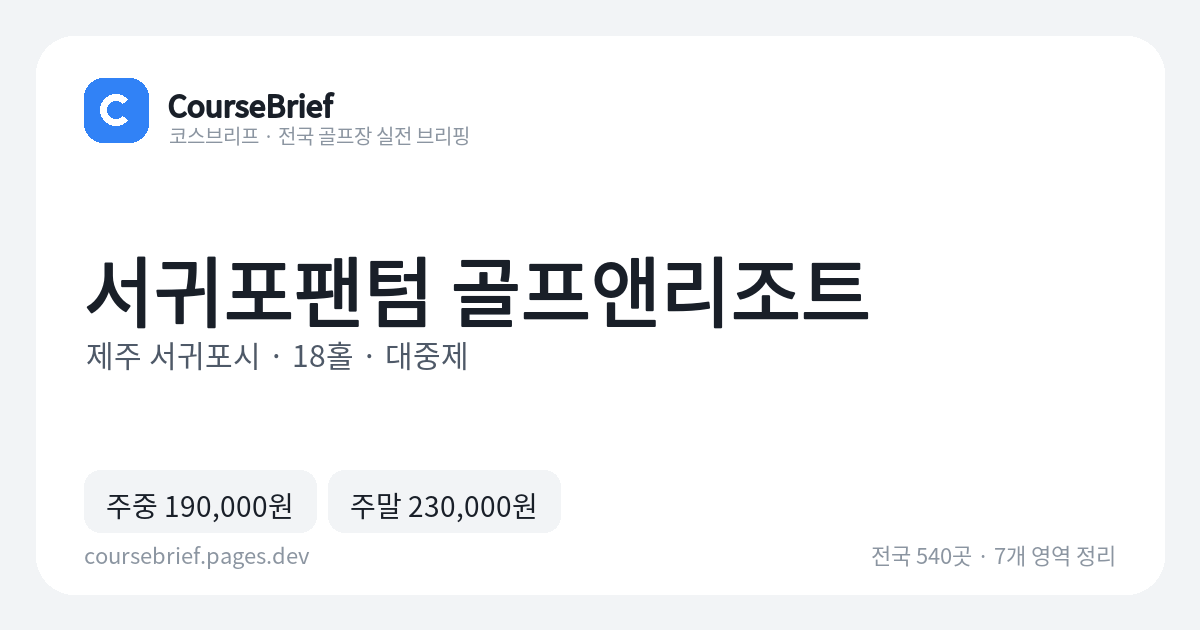 C
CourseBrief
코스브리프 · 전국 골프장 실전 브리핑
서귀포팬텀 골프앤리조트
제주 서귀포시 · 18홀 · 대중제
주중 190,000원
주말 230,000원
coursebrief.pages.dev
전국 540곳 · 7개 영역 정리